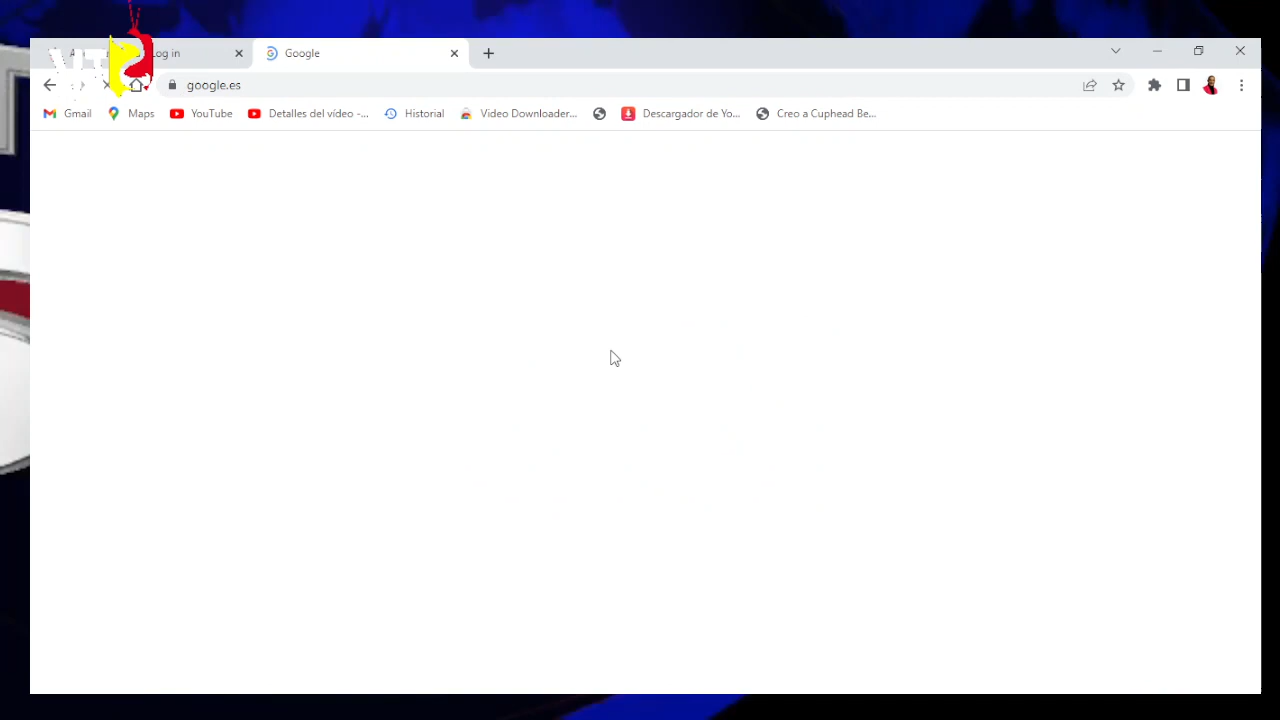 Log in
Google
google.es
Gmail
Maps
YouTube
Detalles del vídeo -...
Historial
Video Downloader...
Descargador de Yo...
Creo a Cuphead Be...